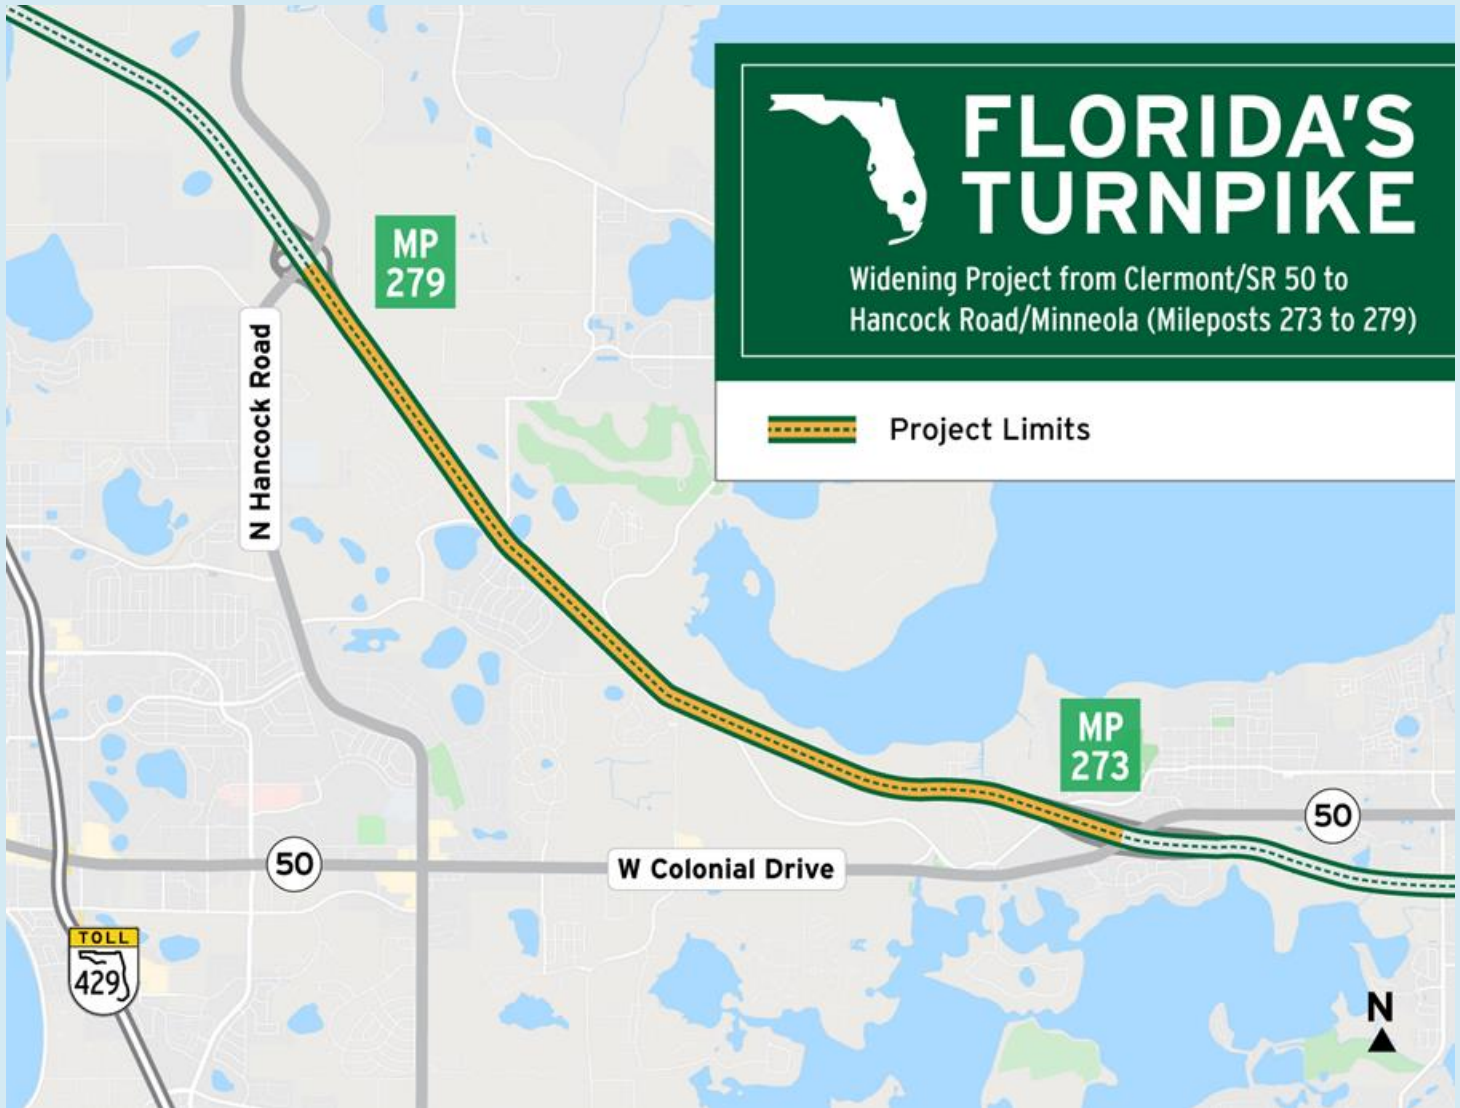 FLORIDA'S
TURNPIKE
Widening Project from Clermont/SR 50 to
Hancock Road/Minneola (Mileposts 273 to 279)
Project Limits
MP
279
N Hancock Road
MP
273
50
50
W Colonial Drive
TOLL
429
N